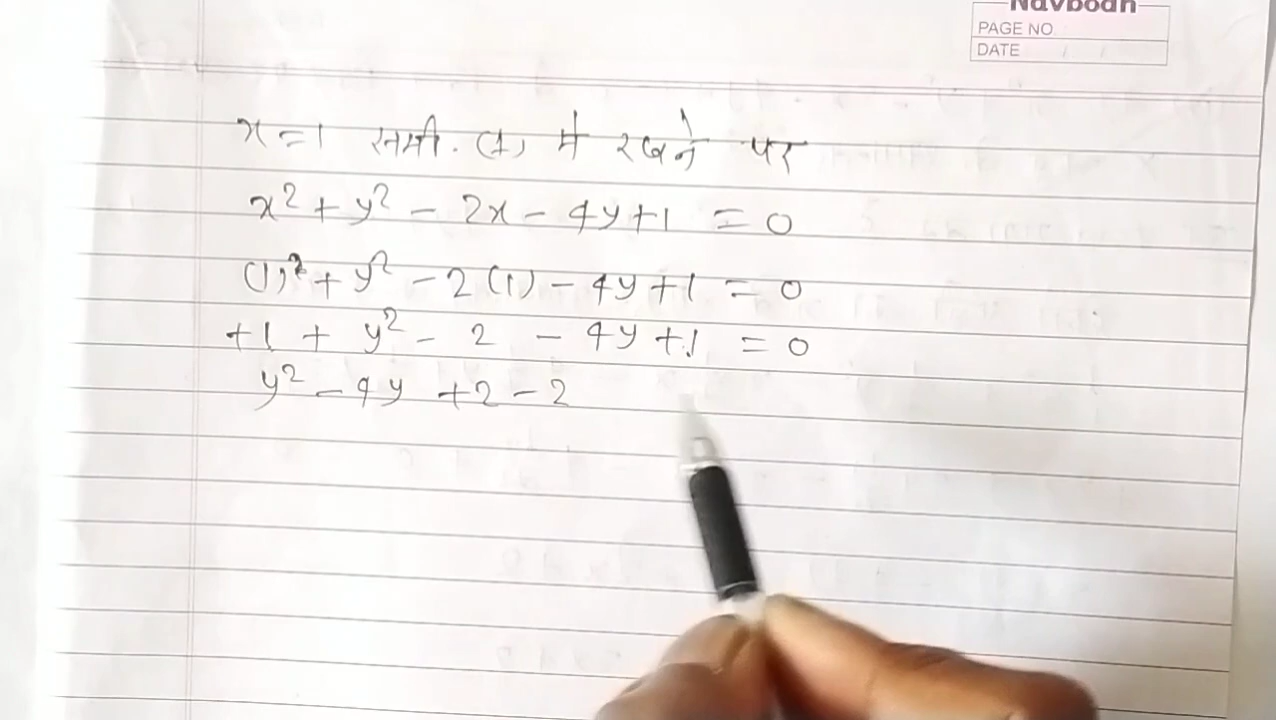 Navbodh
PAGE NO
DATE / /
x = 1 समी. (1) में रखने पर
x² + y² - 2x - 4y + 1 = 0
(1)² + y² - 2(1) - 4y + 1 = 0
+1 + y² - 2 - 4y + 1 = 0
y² - 4y + 2 - 2